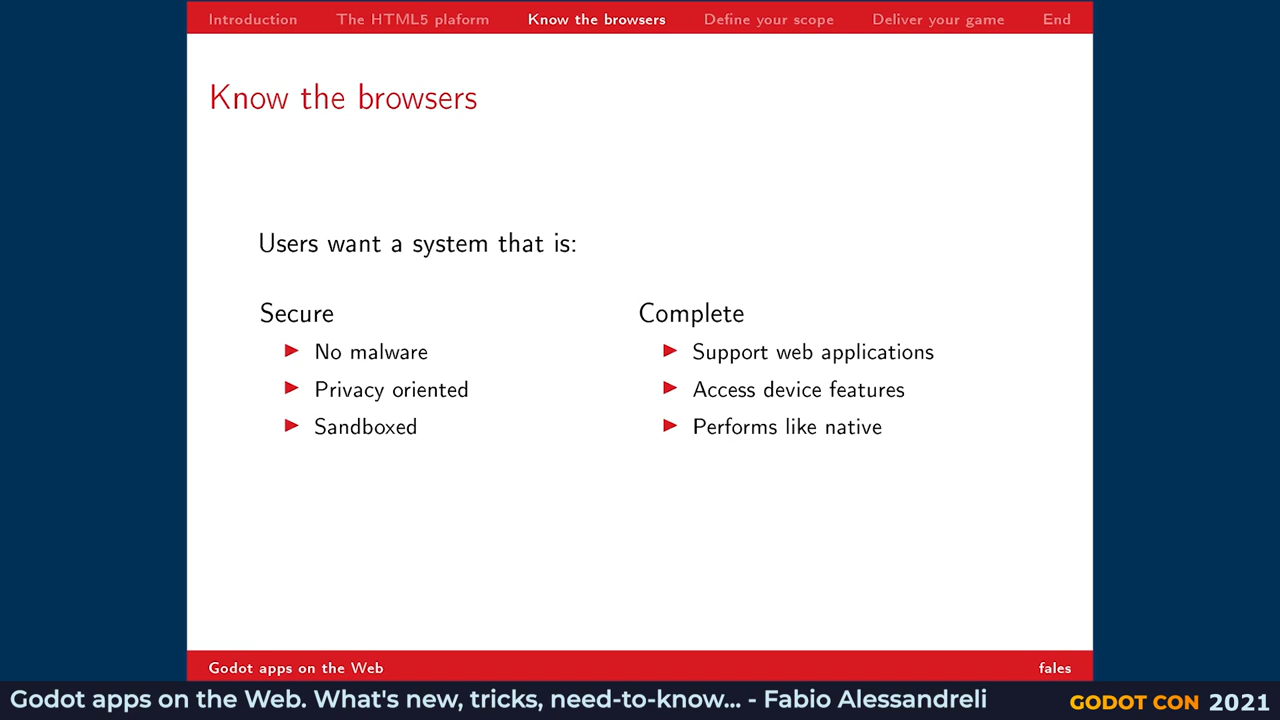 Introduction The HTML5 plaform Know the browsers Define your scope Deliver your game End
Know the browsers
Users want a system that is:
Secure
No malware
Privacy oriented
Sandboxed
Complete
Support web applications
Access device features
Performs like native
Godot apps on the Web fales
Godot apps on the Web. What's new, tricks, need-to-know... - Fabio Alessandreli GODOT CON 2021